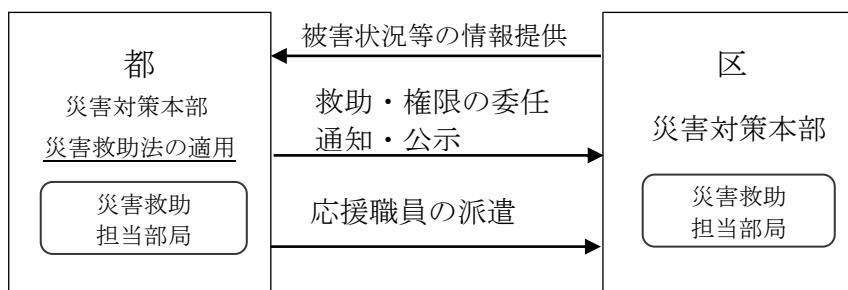 都
災害対策本部
災害救助法の適用
災害救助
担当部局
被害状況等の情報提供
救助・権限の委任
通知・公示
応援職員の派遣
区
災害対策本部
災害救助
担当部局